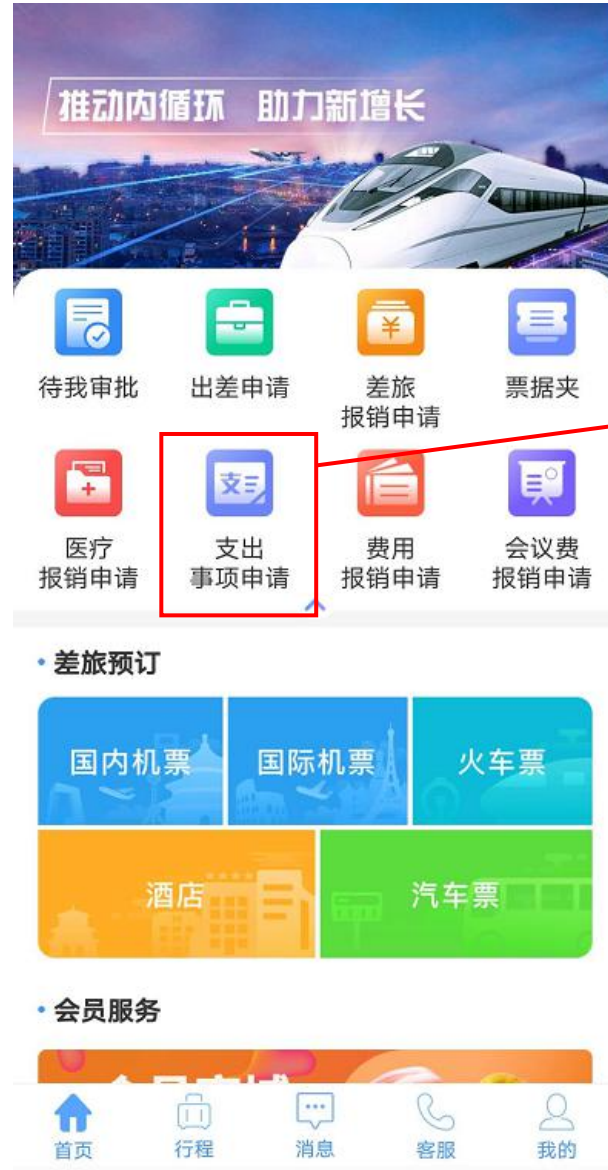 推动内循环 助力新增长
待我审批 出差申请 差旅 票据夹
报销申请
医疗 支出 费用 会议费
报销申请 事项申请 报销申请 报销申请
· 差旅预订
国内机票 国际机票 火车票
酒店 汽车票
· 会员服务
首页 行程 消息 客服 我的